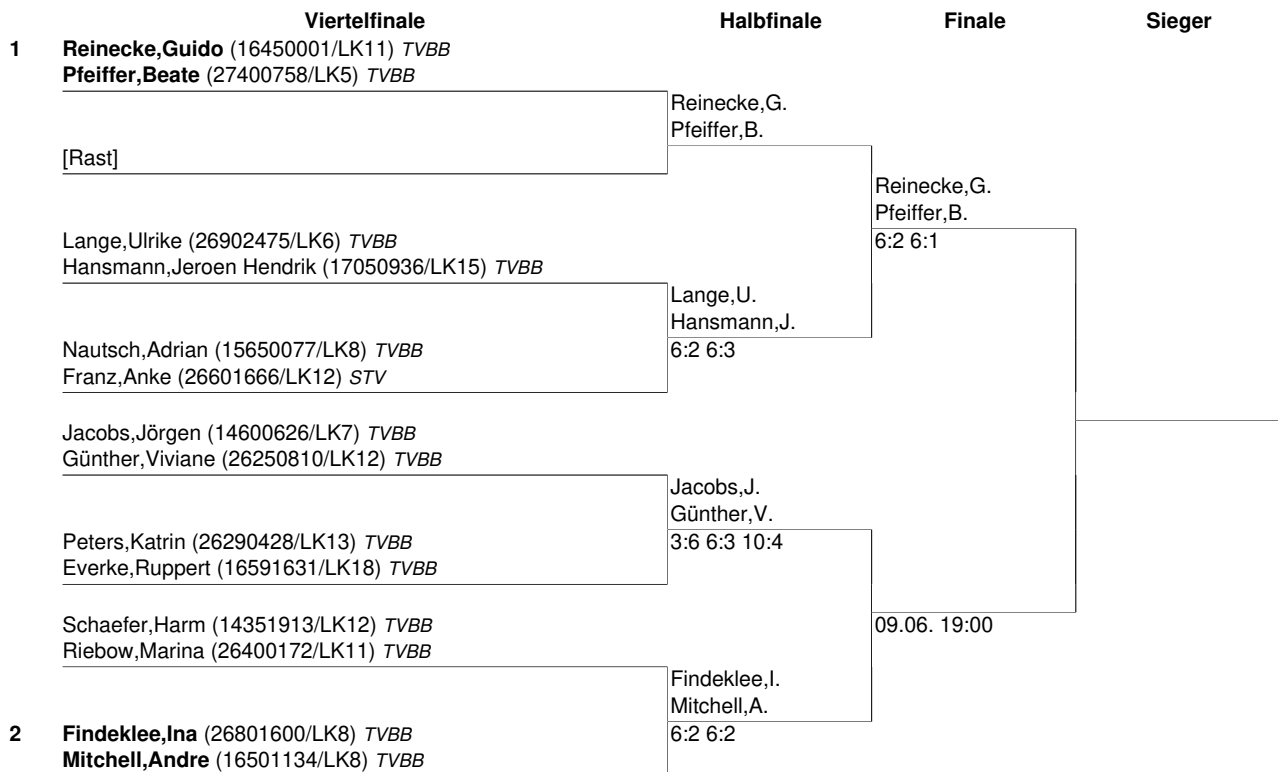 Viertelfinale Halbfinale Finale Sieger
1 Reinecke,Guido (16450001/LK11) TVBB
Pfeiffer,Beate (27400758/LK5) TVBB
Reinecke,G.
Pfeiffer,B.
[Rast]
Reinecke,G.
Pfeiffer,B.
Lange,Ulrike (26902475/LK6) TVBB 6:2 6:1
Hansmann,Jeroen Hendrik (17050936/LK15) TVBB
Lange,U.
Hansmann,J.
Nautsch,Adrian (15650077/LK8) TVBB 6:2 6:3
Franz,Anke (26601666/LK12) STV
Jacobs,Jörgen (14600626/LK7) TVBB
Günther,Viviane (26250810/LK12) TVBB
Jacobs,J.
Günther,V.
Peters,Katrin (26290428/LK13) TVBB 3:6 6:3 10:4
Everke,Ruppert (16591631/LK18) TVBB
Schaefer,Harm (14351913/LK12) TVBB 09.06. 19:00
Riebow,Marina (26400172/LK11) TVBB
Findeklee,I.
Mitchell,A.
2 Findeklee,Ina (26801600/LK8) TVBB 6:2 6:2
Mitchell,Andre (16501134/LK8) TVBB